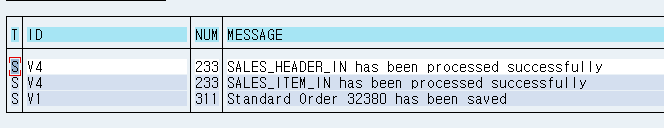 T ID NUM MESSAGE
S V4 233 SALES_HEADER_IN has been processed successfully
S V4 233 SALES_ITEM_IN has been processed successfully
S V1 311 Standard Order 32380 has been saved